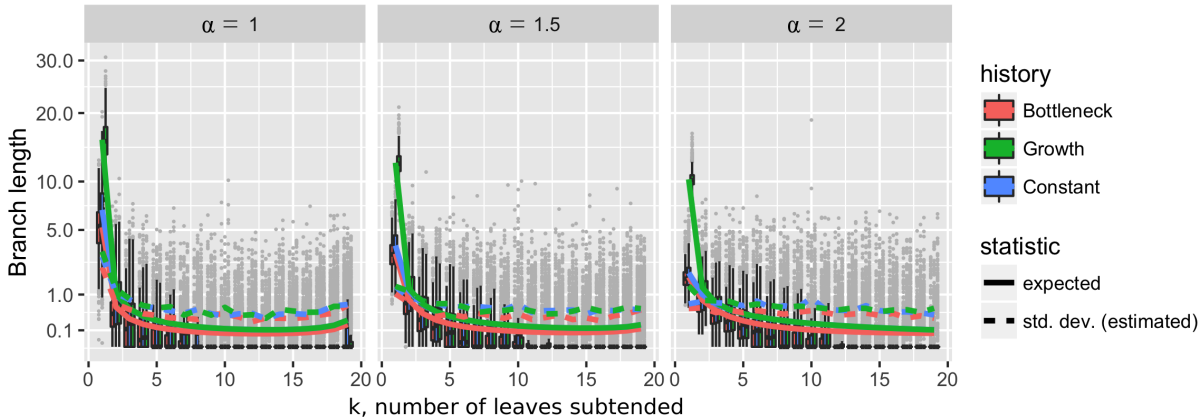 α = 1
α = 1.5
α = 2
Branch length
30.0
20.0
10.0
5.0
1.0
0.1
0 5 10 15 20
0 5 10 15 20
0 5 10 15 20
k, number of leaves subtended
history
Bottleneck
Growth
Constant
statistic
expected
std. dev. (estimated)